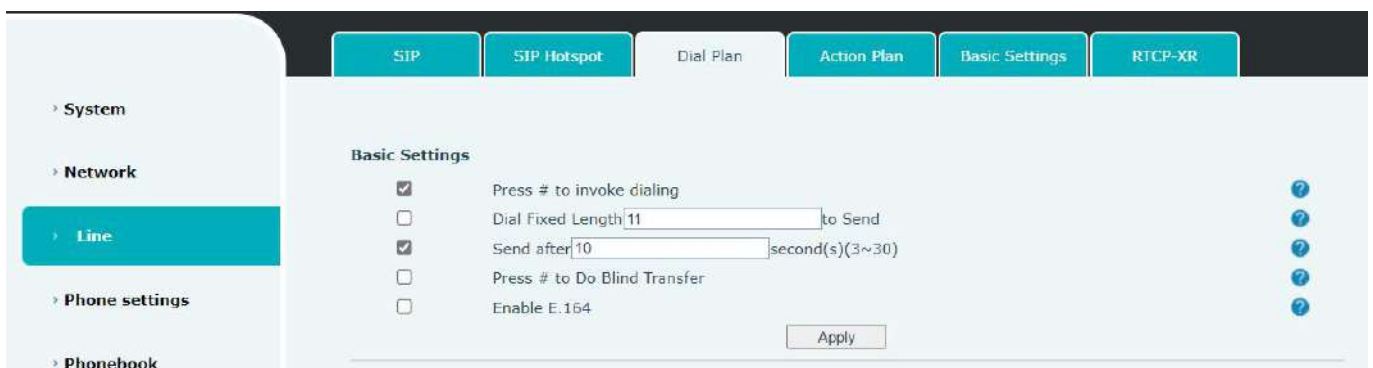 SIP
SIP Hotspot
Dial Plan
Action Plan
Basic Settings
RTCP-XR
› System
› Network
› Line
› Phone settings
› Phonebook
Basic Settings
Press # to invoke dialing ?
Dial Fixed Length 11 to Send ?
Send after 10 second(s)(3~30) ?
Press # to Do Blind Transfer ?
Enable E.164 ?
Apply